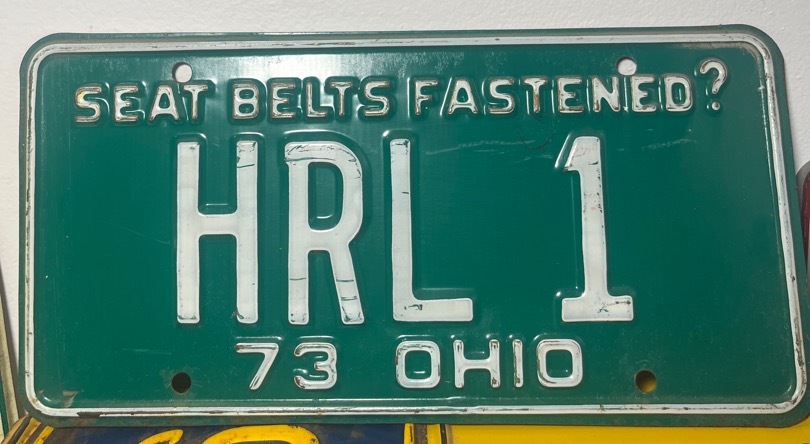 SEAT BELTS FASTENED?
HRL 1
73 OHIO